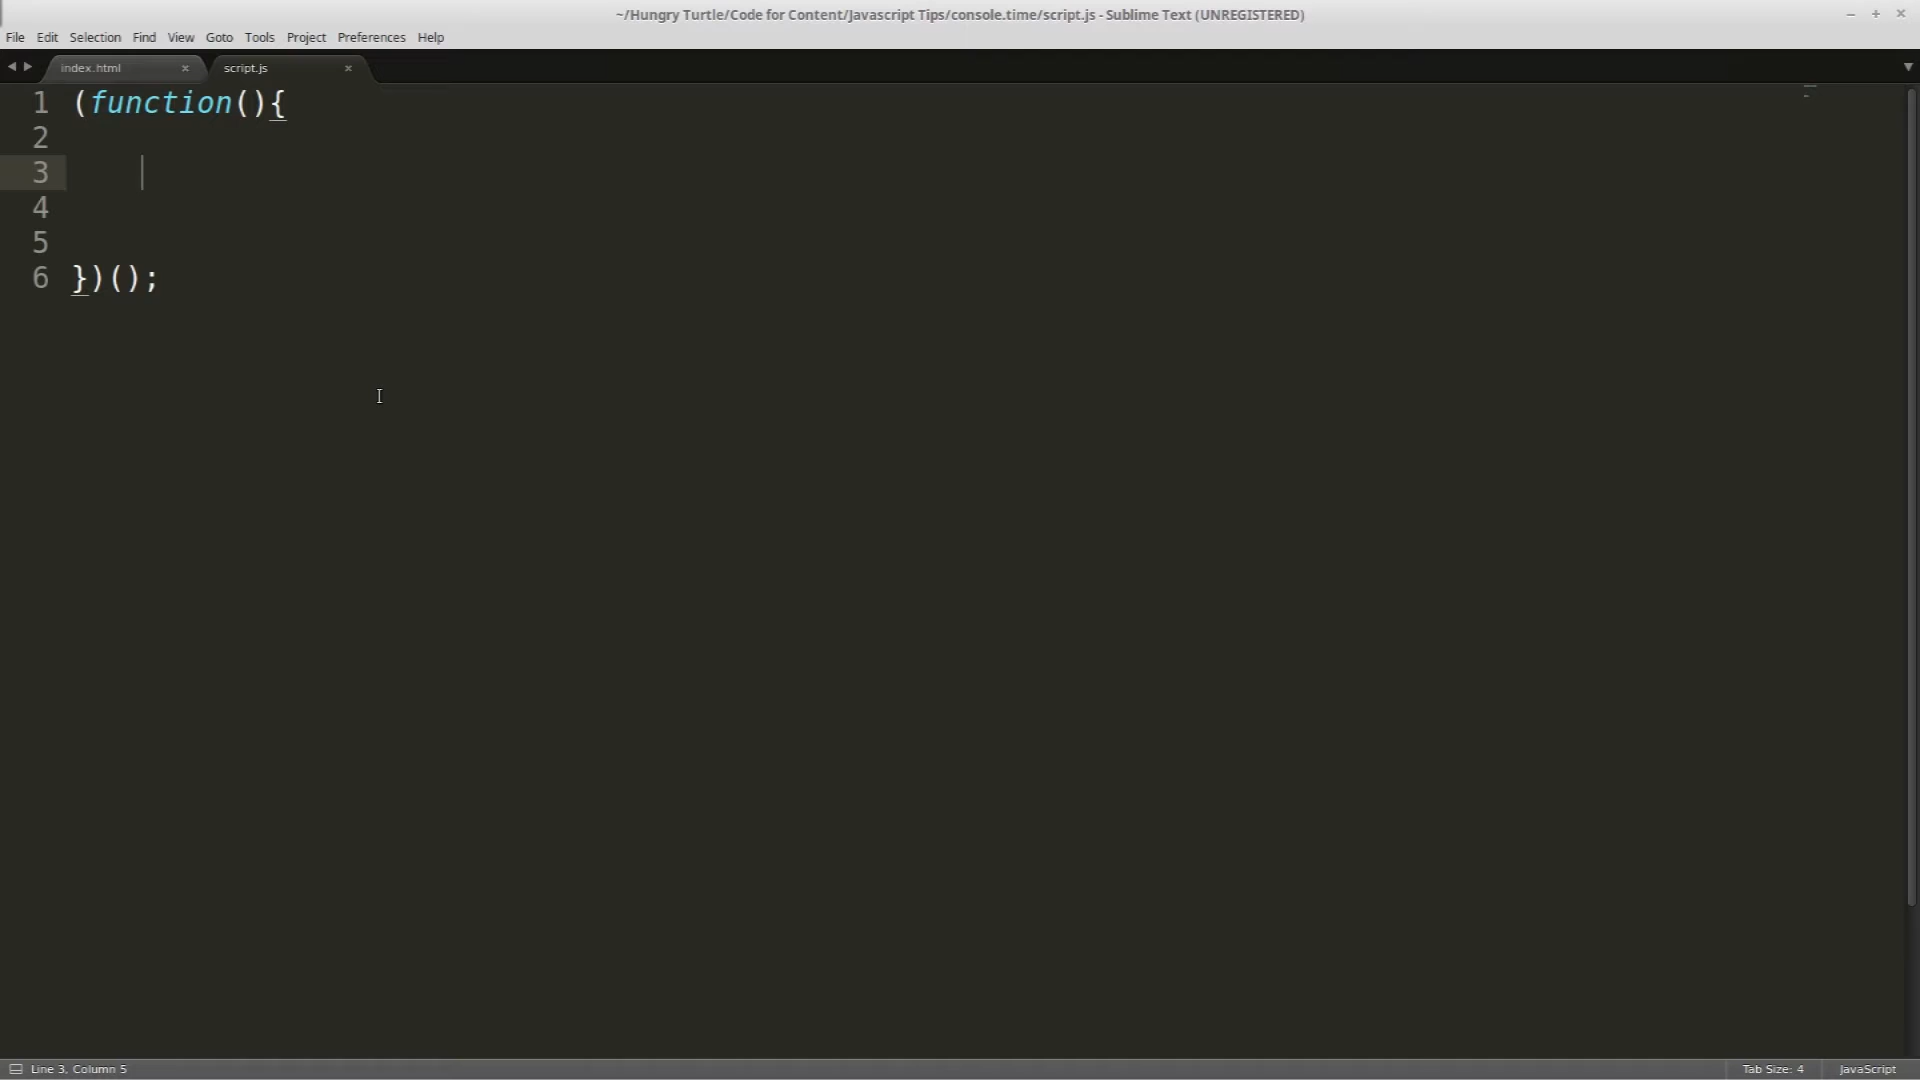 ~/Hungry Turtle/Code for Content/Javascript Tips/console.time/script.js - Sublime Text (UNREGISTERED)
File Edit Selection Find View Goto Tools Project Preferences Help
index.html script.js
1 (function(){
2
3
4
5
6 })();
Line 3, Column 5 Tab Size: 4 JavaScript